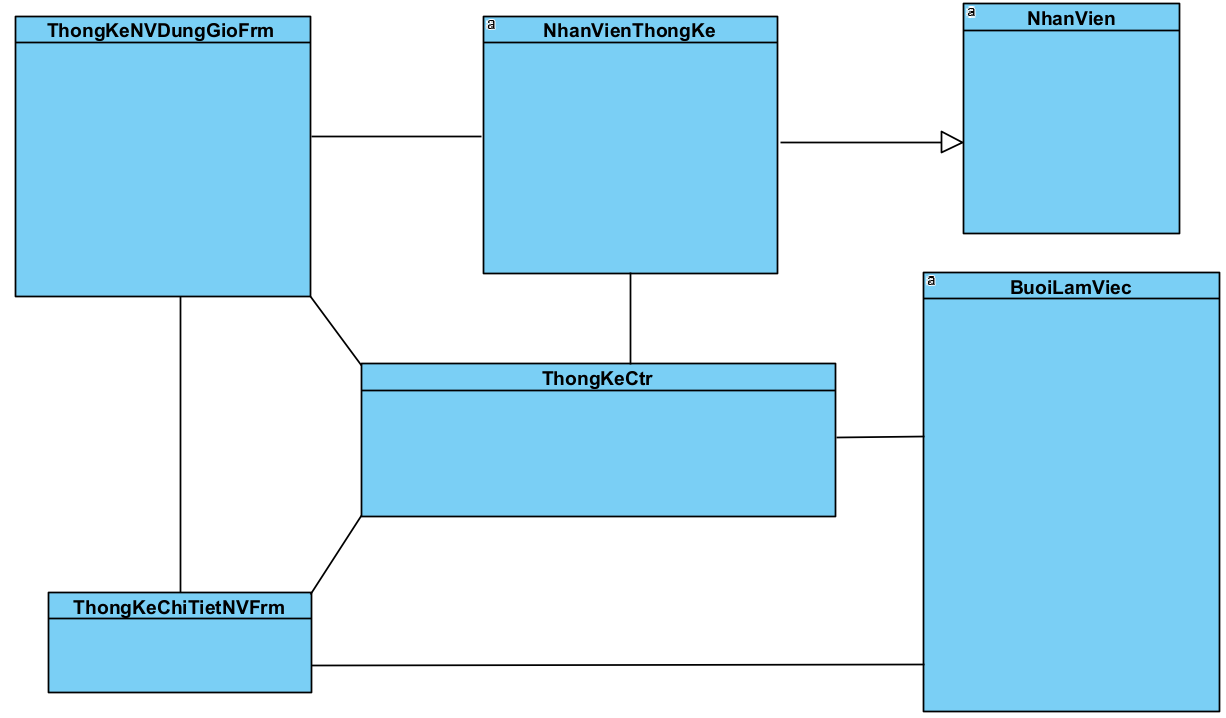 ThongKeNVDungGioFrm
a
NhanVienThongKe
a
NhanVien
a
BuoiLamViec
ThongKeCtr
ThongKeChiTietNVFrm